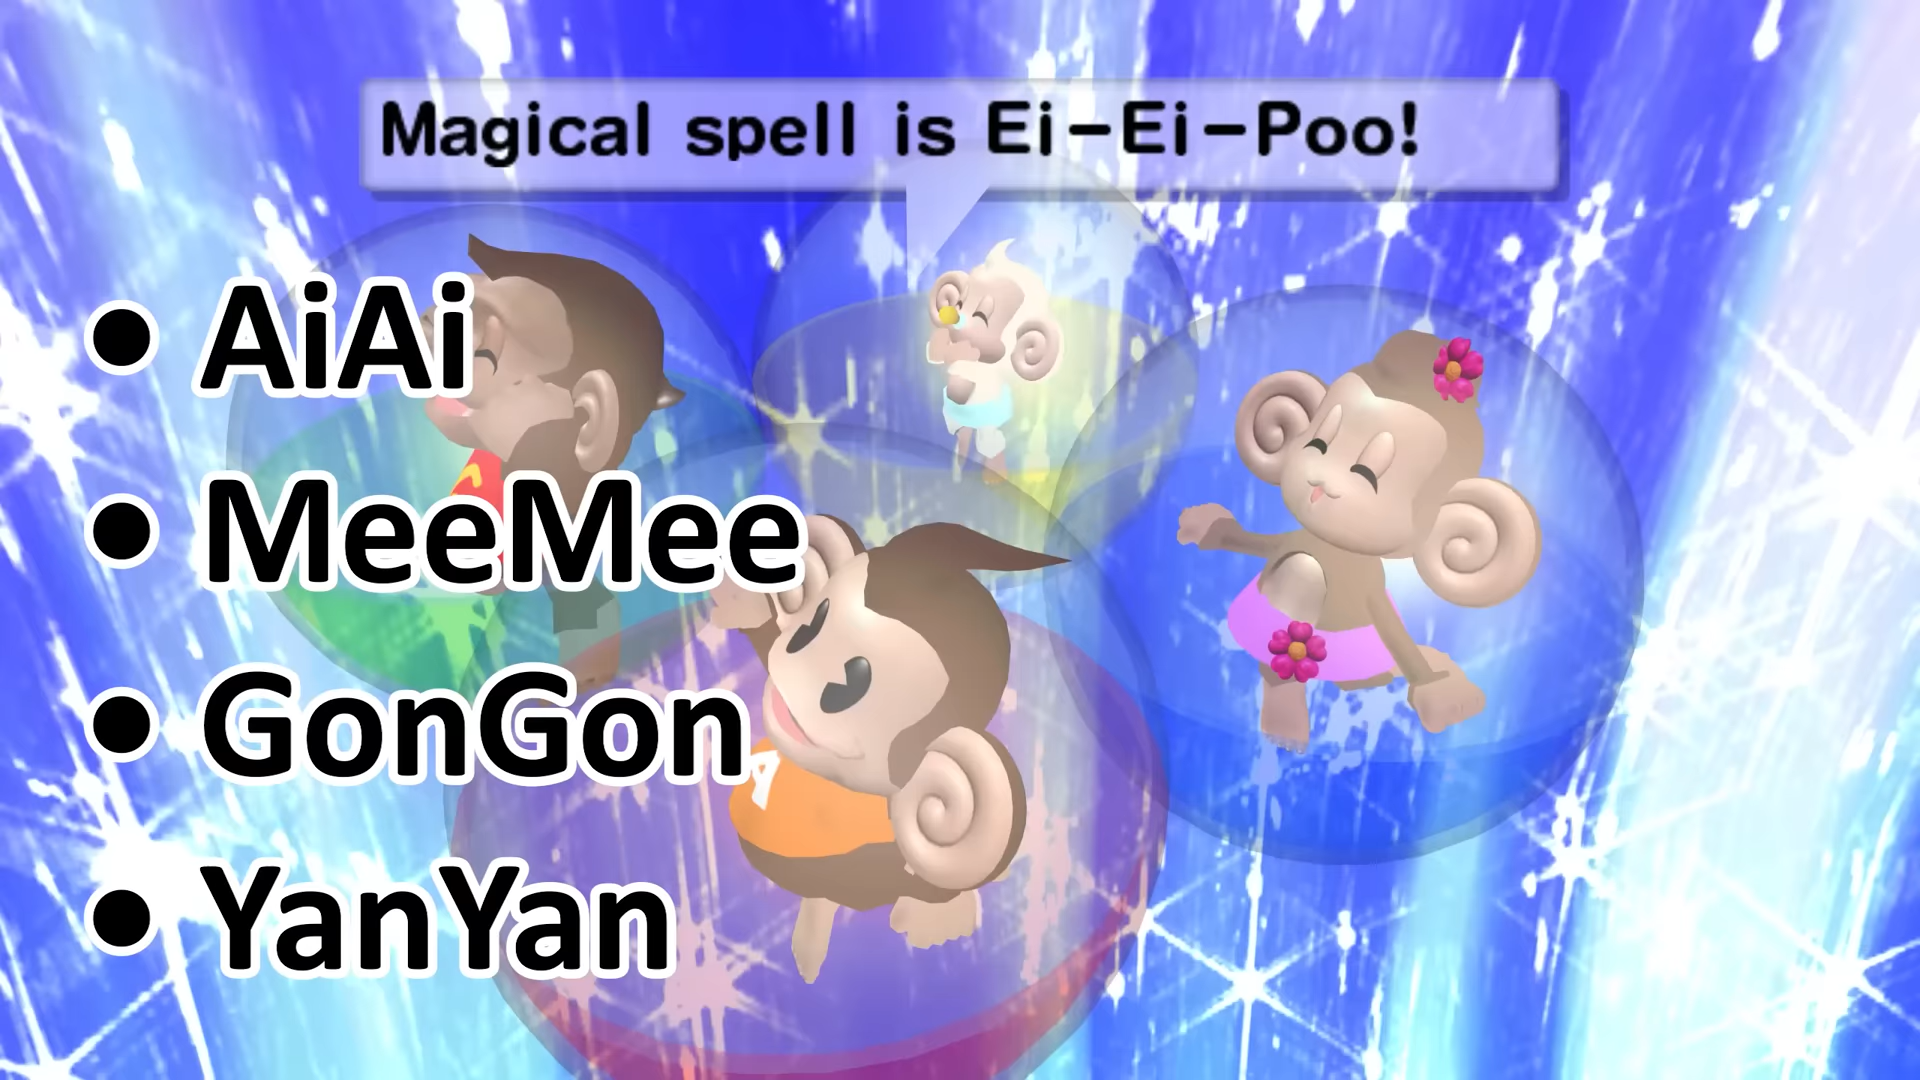 Magical spell is Ei-Ei-Poo!
• AiAi
• MeeMee
• GonGon
• YanYan
A